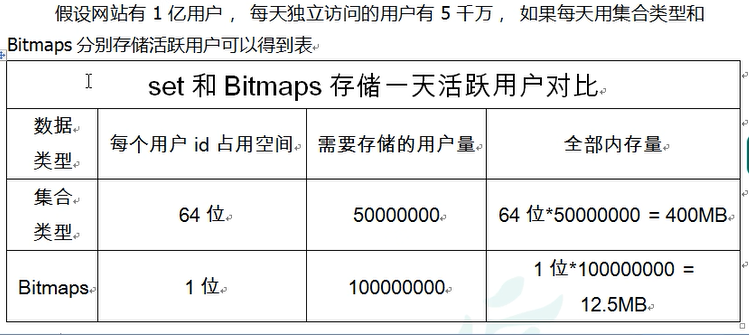 假设网站有 1 亿用户， 每天独立访问的用户有 5 千万， 如果每天用集合类型和
Bitmaps 分别存储活跃用户可以得到表
set 和 Bitmaps 存储一天活跃用户对比
数据
类型
每个用户 id 占用空间
需要存储的用户量
全部内存量
集合
类型
64 位
50000000
64 位*50000000 = 400MB
Bitmaps
1 位
100000000
1 位*100000000 =
12.5MB